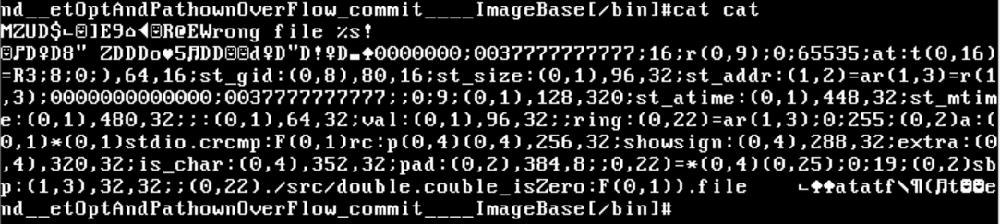 nd__etOptAndPathownOverFlow_commit____ImageBase[/bin]#cat cat
MZUD$∟☺]E9⌂◄☺R@EWrong file %s!
☺♪D♀D8" ZDDDo♥5♫DD☺☺d♀D"D!♀D▬♠0000000;0037777777777;16;r(0,9);0;65535;at:t(0,16)
=R3;8;0;),64,16;st_gid:(0,8),80,16;st_size:(0,1),96,32;st_addr:(1,2)=ar(1,3)=r(1
,3);0000000000000;0037777777777;;0;9;(0,1),128,320;st_atime:(0,1),448,32;st_mtim
e:(0,1),480,32;;:(0,1),64,32;val:(0,1),96,32;;ring:(0,22)=ar(1,3);0;255;(0,2)a:(
0,1)*(0,1)stdio.crcmp:F(0,1)rc:p(0,4)(0,4),256,32;showsign:(0,4),288,32;extra:(0
,4),320,32;is_char:(0,4),352,32;pad:(0,2),384,8;;0,22)=*(0,4)(0,25);0;19;(0,2)sb
p:(1,3),32,32;;(0,22)./src/double.couble_isZero:F(0,1)).file ∟♠♠atatf\¶(♫t☻☻e
nd__etOptAndPathownOverFlow_commit____ImageBase[/bin]#